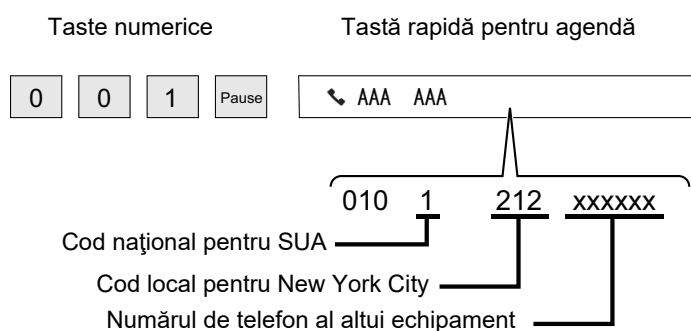 Taste numerice
Tastă rapidă pentru agendă
0 0 1 Pause AAA AAA
010 1 212 xxxxxx
Cod naţional pentru SUA
Cod local pentru New York City
Numărul de telefon al altui echipament